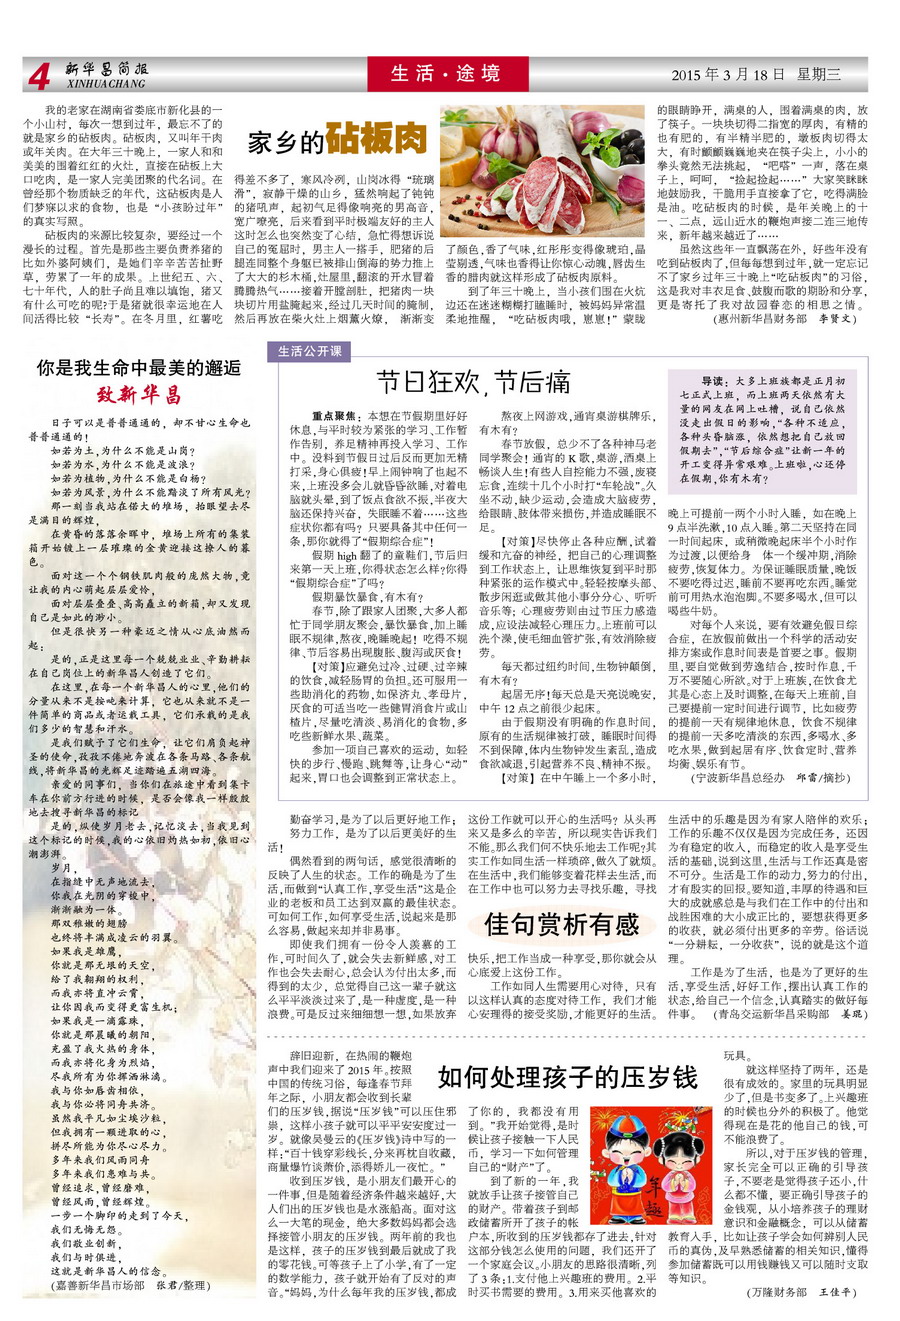 4
新华昌简报
XINHUACHANG
生活·途境
2015年3月18日 星期三
家乡的砧板肉
我的老家在湖南省娄底市新化县的一
个小山村，每次一想到过年，最忘不了的
就是家乡的砧板肉。砧板肉，又叫年干肉
或年关肉。在大年三十晚上，一家人和和
美美的围着红红的火灶，直接在砧板上大
口吃肉，是一家人完美团聚的代名词。在
曾经那个物质缺乏的年代，这砧板肉是人
们梦寐以求的食物，也是“小孩盼过年”
的真实写照。
砧板肉的来源比较复杂，要经过一个
漫长的过程。首先是那些主要负责养猪的
比如外婆阿姨们，是她们辛辛苦苦扯野
草，劳累了一年的成果。上世纪五、六、
七十年代，人的肚子尚且难以填饱，猪又
有什么可吃的呢?于是猪就很幸运地在人
间活得比较“长寿”。在冬月里，红薯吃
得差不多了，寒风冷冽，山岗冰得“琉璃
滑”，寂静干燥的山乡，猛然响起了钝钝
的猪吼声，起初气足得像响亮的男高音，
宽广嘹亮，后来看到平时极端友好的主人
这时怎么也突然变了心结，急忙得想诉说
自己的冤屈时，男主人一搭手，肥猪的后
腿连同整个身躯已被排山倒海的势力推上
了大大的杉木桶,灶屋里,翻滚的开水冒着
腾腾热气……接着开膛剖肚，把猪肉一块
块切片用盐腌起来,经过几天时间的腌制,
然后再放在柴火灶上烟薰火燎， 渐渐变
了颜色,香了气味,红彤彤变得像琥珀,晶
莹剔透,气味也香得让你惊心动魄,唇齿生
香的腊肉就这样形成了砧板肉原料。
到了年三十晚上，当小孩们围在火炕
边还在迷迷糊糊打瞌睡时，被妈妈异常温
柔地推醒，“吃砧板肉哦，崽崽！”蒙眬
的眼睛睁开，满桌的人，围着满桌的肉，放
了筷子。一块块切得二指宽的厚肉，有精的
也有肥的，有半精半肥的，墩板肉切得太
大，有时颤颤巍巍地夹在筷子尖上，小小的
拳头竟然无法挑起，“吧嗒”一声，落在桌
子上，呵呵，“捡起捡起……”大家笑眯眯
地鼓励我，干脆用手直接拿了它，吃得满脸
是油。吃砧板肉的时候，是年关晚上的十
一、二点，远山近水的鞭炮声接二连三地传
来，新年越来越近了……
虽然这些年一直飘荡在外，好些年没有
吃到砧板肉了,但每每想到过年,就一定忘记
不了家乡过年三十晚上“吃砧板肉”的习俗，
这是我对丰衣足食、鼓腹而歌的期盼和分享，
更是寄托了我对故园眷恋的相思之情。
(惠州新华昌财务部 李贤文)
你是我生命中最美的邂逅
致新华昌
日子可以是普普通通的，却不甘心生命也
普普通通的！
如若为土,为什么不能是山岗?
如若为水,为什么不能是波浪?
如若为植物,为什么不能是白杨?
如若为风景,为什么不能黯淡了所有风光?
那一刻当我站在偌大的堆场，抬眼望去尽
是满目的辉煌,
在黄昏的落落余晖中，堆场上所有的集装
箱开始镀上一层璀璨的金黄迎接这撩人的暮
色。
面对这一个个钢铁肌肉般的庞然大物,竟
让我的内心萌起层层爱怜,
面对层层叠叠、高高矗立的新箱,却又发现
自己是如此的渺小。
但是很快另一种豪迈之情从心底油然而
起：
是的,正是这里每一个兢兢业业、辛勤耕耘
在自己岗位上的新华昌人创造了它们。
在这里,在每一个新华昌人的心里,他们的
分量从来不是按吨来计算，它也从来就不是一
件简单的商品或者运载工具，它们承载的是我
们多少的智慧和汗水。
是我们赋予了它们生命，让它们肩负起神
圣的使命,孜孜不倦地奔波在各条马路、各条航
线,将新华昌的光辉足迹踏遍五湖四海。
亲爱的同事们，当你们在旅途中看到集卡
车在你前方行进的时候，是否会像我一样殷殷
地去搜寻新华昌的标记
是的,纵使岁月老去,记忆淡去,当我见到
这个标记的时候,我的心依旧灼热如初,依旧心
潮澎湃。
岁月,
在指缝中无声地流去,
你我在光阴的穿梭中,
渐渐融为一体。
那双稚嫩的翅膀
也终将丰满成凌云的羽翼。
如果我是雄鹰,
你就是那无垠的天空,
给了我翱翔的权利,
而我亦将直冲云霄,
让你因我而变得更富生机;
如果我是一滴露珠,
你就是那晨曦的朝阳,
充盈了我火热的身体,
而我亦将化身为烈焰,
尽我所有为你挥洒淋漓。
我与你如唇齿相依,
我与你必将同舟共济。
虽然我平凡如尘埃沙粒,
但我拥有一颗进取的心,
拼尽所能为你尽心尽力。
多年来我们风雨同舟
多年来我们患难与共。
曾经追求,曾经磨难,
曾经风雨,曾经辉煌。
一步一个脚印的走到了今天,
我们无悔无怨。
我们敬业创新,
我们与时俱进,
这就是新华昌人的信念。
(嘉善新华昌市场部 张君/整理)
生活公开课
节日狂欢，节后痛
重点聚焦：本想在节假期里好好
休息,与平时较为紧张的学习、工作暂
作告别，养足精神再投入学习、工作
中。没料到节假日过后反而更加无精
打采,身心俱疲!早上闹钟响了也起不
来,上班没多会儿就昏昏欲睡,对着电
脑就头晕,到了饭点食欲不振,半夜大
脑还保持兴奋，失眠睡不着……这些
症状你都有吗？只要具备其中任何一
条,那你就得了“假期综合症”!
假期 high 翻了的童鞋们,节后归
来第一天上班,你得状态怎么样?你得
“假期综合症”了吗?
假期暴饮暴食,有木有?
春节,除了跟家人团聚,大多人都
忙于同学朋友聚会,暴饮暴食,加上睡
眠不规律,熬夜,晚睡晚起！吃得不规
律、节后容易出现腹胀、腹泻或厌食!
【对策】应避免过冷、过硬、过辛辣
的饮食,减轻肠胃的负担。还可服用一
些助消化的药物,如保济丸、孝母片,
厌食的可适当吃一些健胃消食片或山
楂片,尽量吃清淡、易消化的食物,多
吃些新鲜水果、蔬菜。
参加一项自己喜欢的运动，如轻
快的步行、慢跑、跳舞等,让身心“动”
起来,胃口也会调整到正常状态上。
熬夜上网游戏,通宵桌游棋牌乐,
有木有?
春节放假，总少不了各种神马老
同学聚会！通宵的K歌,桌游,酒桌上
畅谈人生!有些人自控能力不强,废寝
忘食,连续十几个小时打“车轮战”。久
坐不动,缺少运动,会造成大脑疲劳,
给眼睛、肢体带来损伤,并造成睡眠不
足。
【对策】尽快停止各种应酬,试着
缓和亢奋的神经，把自己的心理调整
到工作状态上，让思维恢复到平时那
种紧张的运作模式中。轻轻按摩头部、
散步闲逛或做其他小事分分心、听听
音乐等；心理疲劳则由过节压力感造
成,应设法减轻心理压力。上班前可以
洗个澡,使毛细血管扩张,有效消除疲
劳。
每天都过纽约时间,生物钟颠倒,
有木有?
起居无序!每天总是天亮说晚安,
中午12点之前很少起床。
由于假期没有明确的作息时间,
原有的生活规律被打破，睡眠时间得
不到保障,体内生物钟发生紊乱,造成
食欲减退,引起营养不良、精神不振。
【对策】在中午睡上一个多小时,
导读：大多上班族都是正月初
七正式上班，而上班两天依然有大
量的网友在网上吐槽，说自己依然
没走出假日的影响,“各种不适应,
各种头昏脑涨，依然想把自己放回
假期去”,“节后综合症”让新一年的
开工变得异常艰难。上班啦,心还停
在假期,你有木有?
晚上可提前一两个小时入睡，如在晚上
9点半洗漱,10点入睡。第二天坚持在同
一时间起床，或稍微晚起床半个小时作
为过渡,以便给身 体一个缓冲期,消除
疲劳,恢复体力。为保证睡眠质量,晚饭
不要吃得过迟,睡前不要再吃东西。睡觉
前可用热水泡泡脚。不要多喝水,但可以
喝些牛奶。
对每个人来说，要有效避免假日综
合症，在放假前做出一个科学的活动安
排方案或作息时间表是首要之事。假期
里,要自觉做到劳逸结合,按时作息,千
万不要随心所欲。对于上班族,在饮食尤
其是心态上及时调整,在每天上班前,自
己要提前一定时间进行调节，比如疲劳
的提前一天有规律地休息，饮食不规律
的提前一天多吃清淡的东西,多喝水、多
吃水果,做到起居有序、饮食定时、营养
均衡、娱乐有节。
(宁波新华昌总经办 邱雷/摘抄)
佳句赏析有感
勤奋学习,是为了以后更好地工作;
努力工作，是为了以后更美好的生
活！
偶然看到的两句话，感觉很清晰的
反映了人生的状态。工作的确是为了生
活,而做到“认真工作,享受生活”这是企
业的老板和员工达到双赢的最佳状态。
可如何工作,如何享受生活,说起来是那
么容易,做起来却并非易事。
即使我们拥有一份令人羡慕的工
作,可时间久了,就会失去新鲜感,对工
作也会失去耐心,总会认为付出太多,而
得到的太少，总觉得自己这一辈子就这
么平平淡淡过来了,是一种虚度,是一种
浪费。可是反过来细细想一想,如果放弃
这份工作就可以开心的生活吗？从头再
来又是多么的辛苦，所以现实告诉我们
不能。那么我们何不快乐地去工作呢?其
实工作如同生活一样琐碎,做久了就烦。
在生活中,我们能够变着花样去生活,而
在工作中也可以努力去寻找乐趣，寻找
快乐,把工作当成一种享受,那你就会从
心底爱上这份工作。
工作如同人生需要用心对待，只有
以这样认真的态度对待工作，我们才能
心安理得的接受奖励,才能更好的生活。
生活中的乐趣是因为有家人陪伴的欢乐;
工作的乐趣不仅仅是因为完成任务，还因
为有稳定的收入，而稳定的收入是享受生
活的基础,说到这里,生活与工作还真是密
不可分。生活是工作的动力,努力的付出,
才有殷实的回报。要知道,丰厚的待遇和巨
大的成就感总是与我们在工作中的付出和
战胜困难的大小成正比的，要想获得更多
的收获，就必须付出更多的辛劳。俗话说
“一分耕耘，一分收获”，说的就是这个道
理。
工作是为了生活，也是为了更好的生
活,享受生活,好好工作,摆出认真工作的
状态,给自己一个信念,认真踏实的做好每
件事。 (青岛交运新华昌采购部 姜琨)
如何处理孩子的压岁钱
辞旧迎新，在热闹的鞭炮
声中我们迎来了2015年。按照
中国的传统习俗，每逢春节拜
年之际，小朋友都会收到长辈
们的压岁钱,据说“压岁钱”可以压住邪
祟，这样小孩子就可以平平安安度过一
岁。就像吴曼云的《压岁钱》诗中写的一
样;“百十钱穿彩线长,分来再枕自收藏,
商量爆竹谈萧价,添得娇儿一夜忙。”
收到压岁钱，是小朋友们最开心的
一件事,但是随着经济条件越来越好,大
人们出的压岁钱也是水涨船高。面对这
么一大笔的现金，绝大多数妈妈都会选
择接管小朋友的压岁钱。两年前的我也
是这样，孩子的压岁钱到最后就成了我
的零花钱。可等孩子上了小学,有了一定
的数学能力，孩子就开始有了反对的声
音。“妈妈,为什么每年我的压岁钱,都成
了你的，我都没有用
到。”我开始觉得,是时
候让孩子接触一下人民
币，学习一下如何管理
自己的“财产”了。
到了新的一年,我
就放手让孩子接管自己
的财产。带着孩子到邮
政储蓄所开了孩子的帐
户本,所收到的压岁钱都存了进去,针对
这部分钱怎么使用的问题，我们还开了
一个家庭会议。小朋友的思路很清晰,列
了3条:1.支付他上兴趣班的费用。2.平
时买书需要的费用。3.用来买他喜欢的
年趣
玩具。
就这样坚持了两年，还是
很有成效的。家里的玩具明显
少了,但是书变多了。上兴趣班
的时候也分外的积极了。他觉
得现在是花的他自己的钱,可
不能浪费了。
所以,对于压岁钱的管理,
家长完全可以正确的引导孩
子,不要老是觉得孩子还小,什
么都不懂，要正确引导孩子的
金钱观，从小培养孩子的理财
意识和金融概念，可以从储蓄
教育入手，比如让孩子学会如何辨别人民
币的真伪,及早熟悉储蓄的相关知识,懂得
参加储蓄既可以用钱赚钱又可以随时支取
等知识。
(万隆财务部 王佳平)